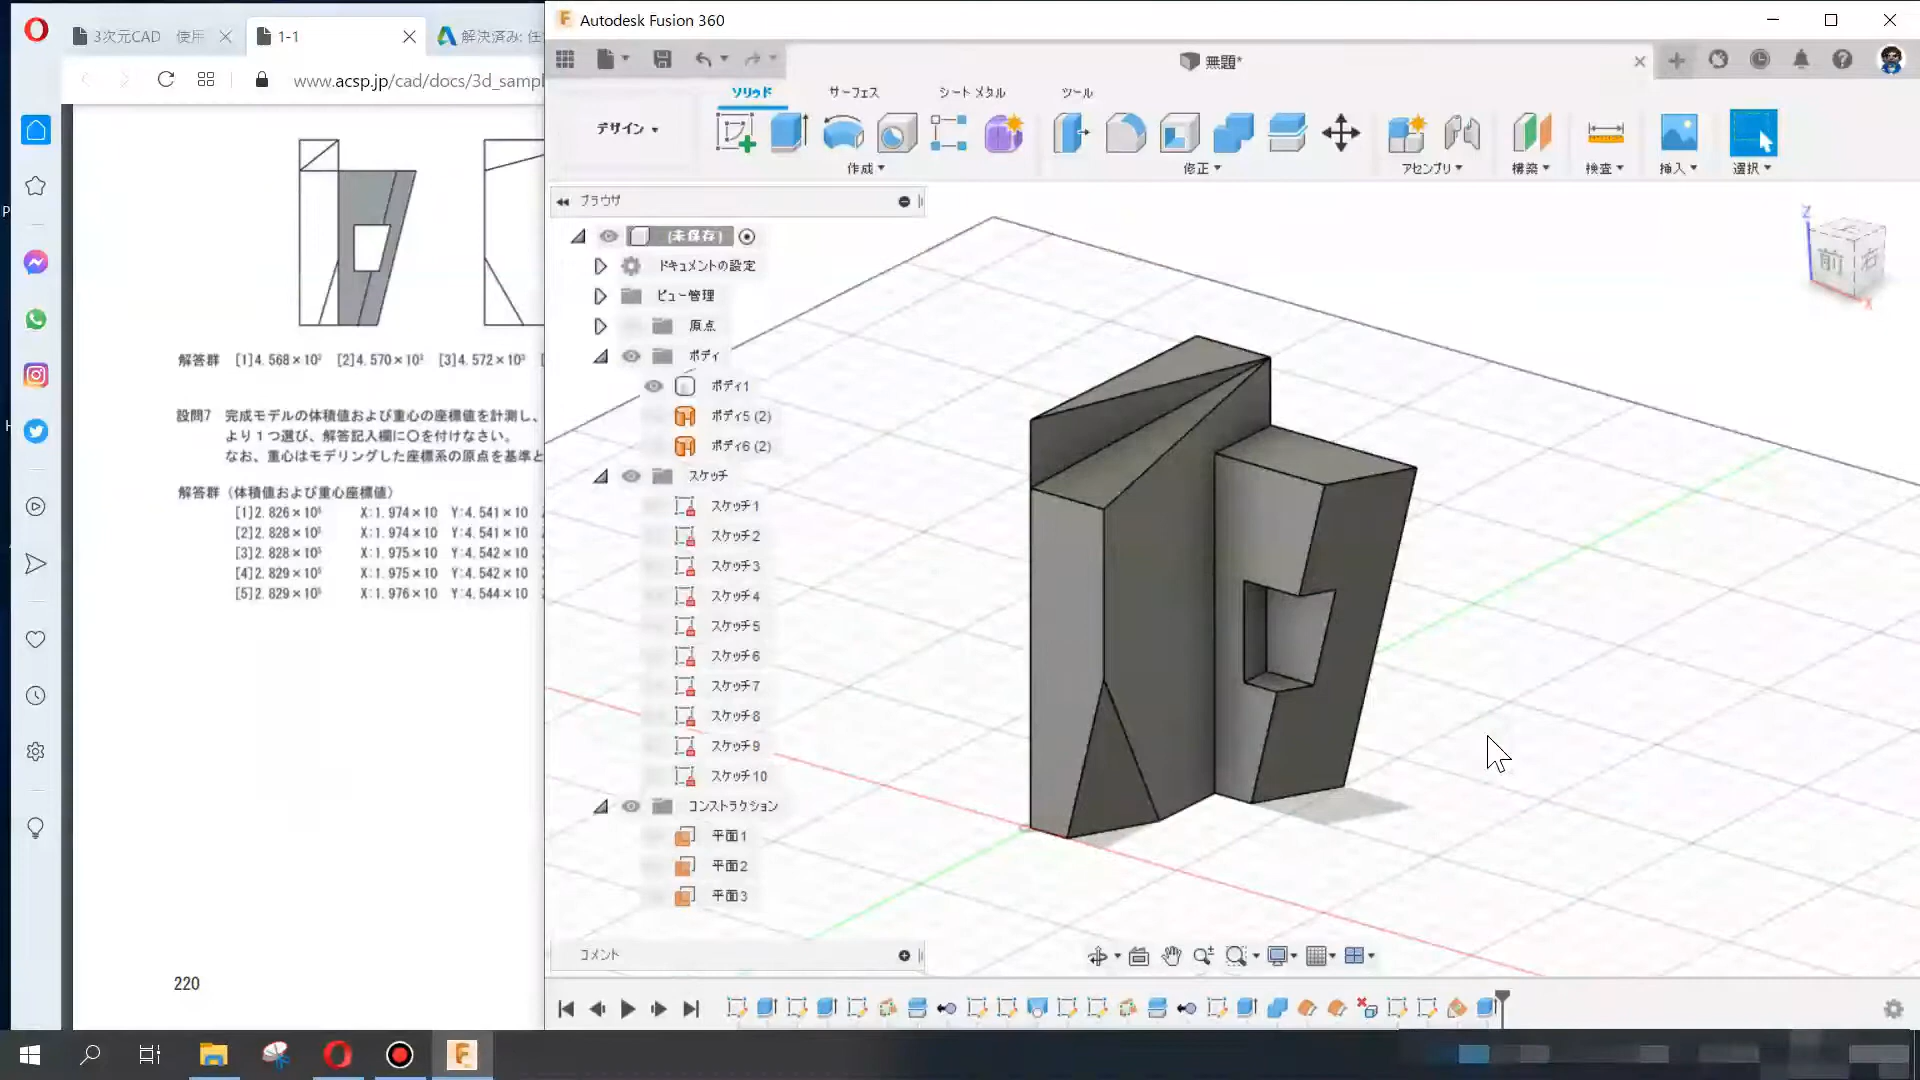 3次元CAD 使用
1-1
解決済み: 任
www.acsp.jp/cad/docs/3d_sampl
解答群 [1]4.568×10³ [2]4.570×10³ [3]4.572×10³ [
設問7 完成モデルの体積値および重心の座標値を計測し、
より1つ選び、解答記入欄に○を付けなさい。
なお、重心はモデリングした座標系の原点を基準と
解答群（体積値および重心座標値）
[1]2.826×10⁵ X:1.974×10 Y:4.541×10
[2]2.828×10⁵ X:1.974×10 Y:4.541×10
[3]2.828×10⁵ X:1.975×10 Y:4.542×10
[4]2.829×10⁵ X:1.975×10 Y:4.542×10
[5]2.829×10⁵ X:1.976×10 Y:4.544×10
220
Autodesk Fusion 360
無題*
ソリッド サーフェス シート メタル ツール
デザイン
作成 修正 アセンブリ 構築 検査 挿入 選択
ブラウザ
(未保存)
ドキュメントの設定
ビュー管理
原点
ボディ
ボディ1
ボディ5 (2)
ボディ6 (2)
スケッチ
スケッチ1
スケッチ2
スケッチ3
スケッチ4
スケッチ5
スケッチ6
スケッチ7
スケッチ8
スケッチ9
スケッチ10
コンストラクション
平面1
平面2
平面3
コメント
Z
前
右
X